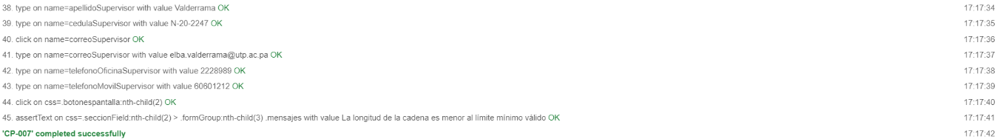 38. type on name=apellidoSupervisor with value Valderrama OK 17:17:34
39. type on name=cedulaSupervisor with value N-20-2247 OK 17:17:35
40. click on name=correoSupervisor OK 17:17:36
41. type on name=correoSupervisor with value elba.valderrama@utp.ac.pa OK 17:17:37
42. type on name=telefonoOficinaSupervisor with value 2228989 OK 17:17:38
43. type on name=telefonoMovilSupervisor with value 60601212 OK 17:17:39
44. click on css=.botonespantalla:nth-child(2) OK 17:17:40
45. assertText on css=.seccionField:nth-child(2) > .formGroup:nth-child(3) .mensajes with value La longitud de la cadena es menor al límite mínimo válido OK 17:17:41
'CP-007' completed successfully 17:17:42